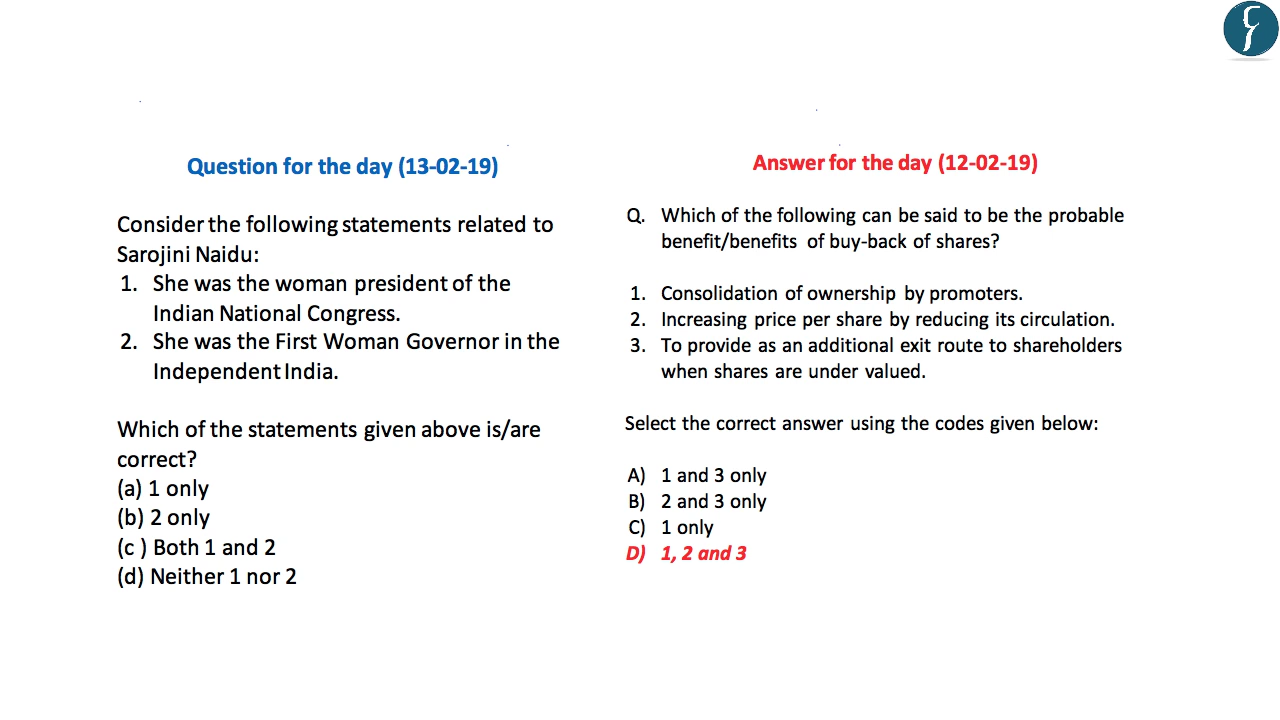 Question for the day (13-02-19)
Consider the following statements related to
Sarojini Naidu:
1. She was the woman president of the
Indian National Congress.
2. She was the First Woman Governor in the
Independent India.
Which of the statements given above is/are
correct?
(a) 1 only
(b) 2 only
(c ) Both 1 and 2
(d) Neither 1 nor 2
Answer for the day (12-02-19)
Q. Which of the following can be said to be the probable
benefit/benefits of buy-back of shares?
1. Consolidation of ownership by promoters.
2. Increasing price per share by reducing its circulation.
3. To provide as an additional exit route to shareholders
when shares are under valued.
Select the correct answer using the codes given below:
A) 1 and 3 only
B) 2 and 3 only
C) 1 only
D) 1, 2 and 3